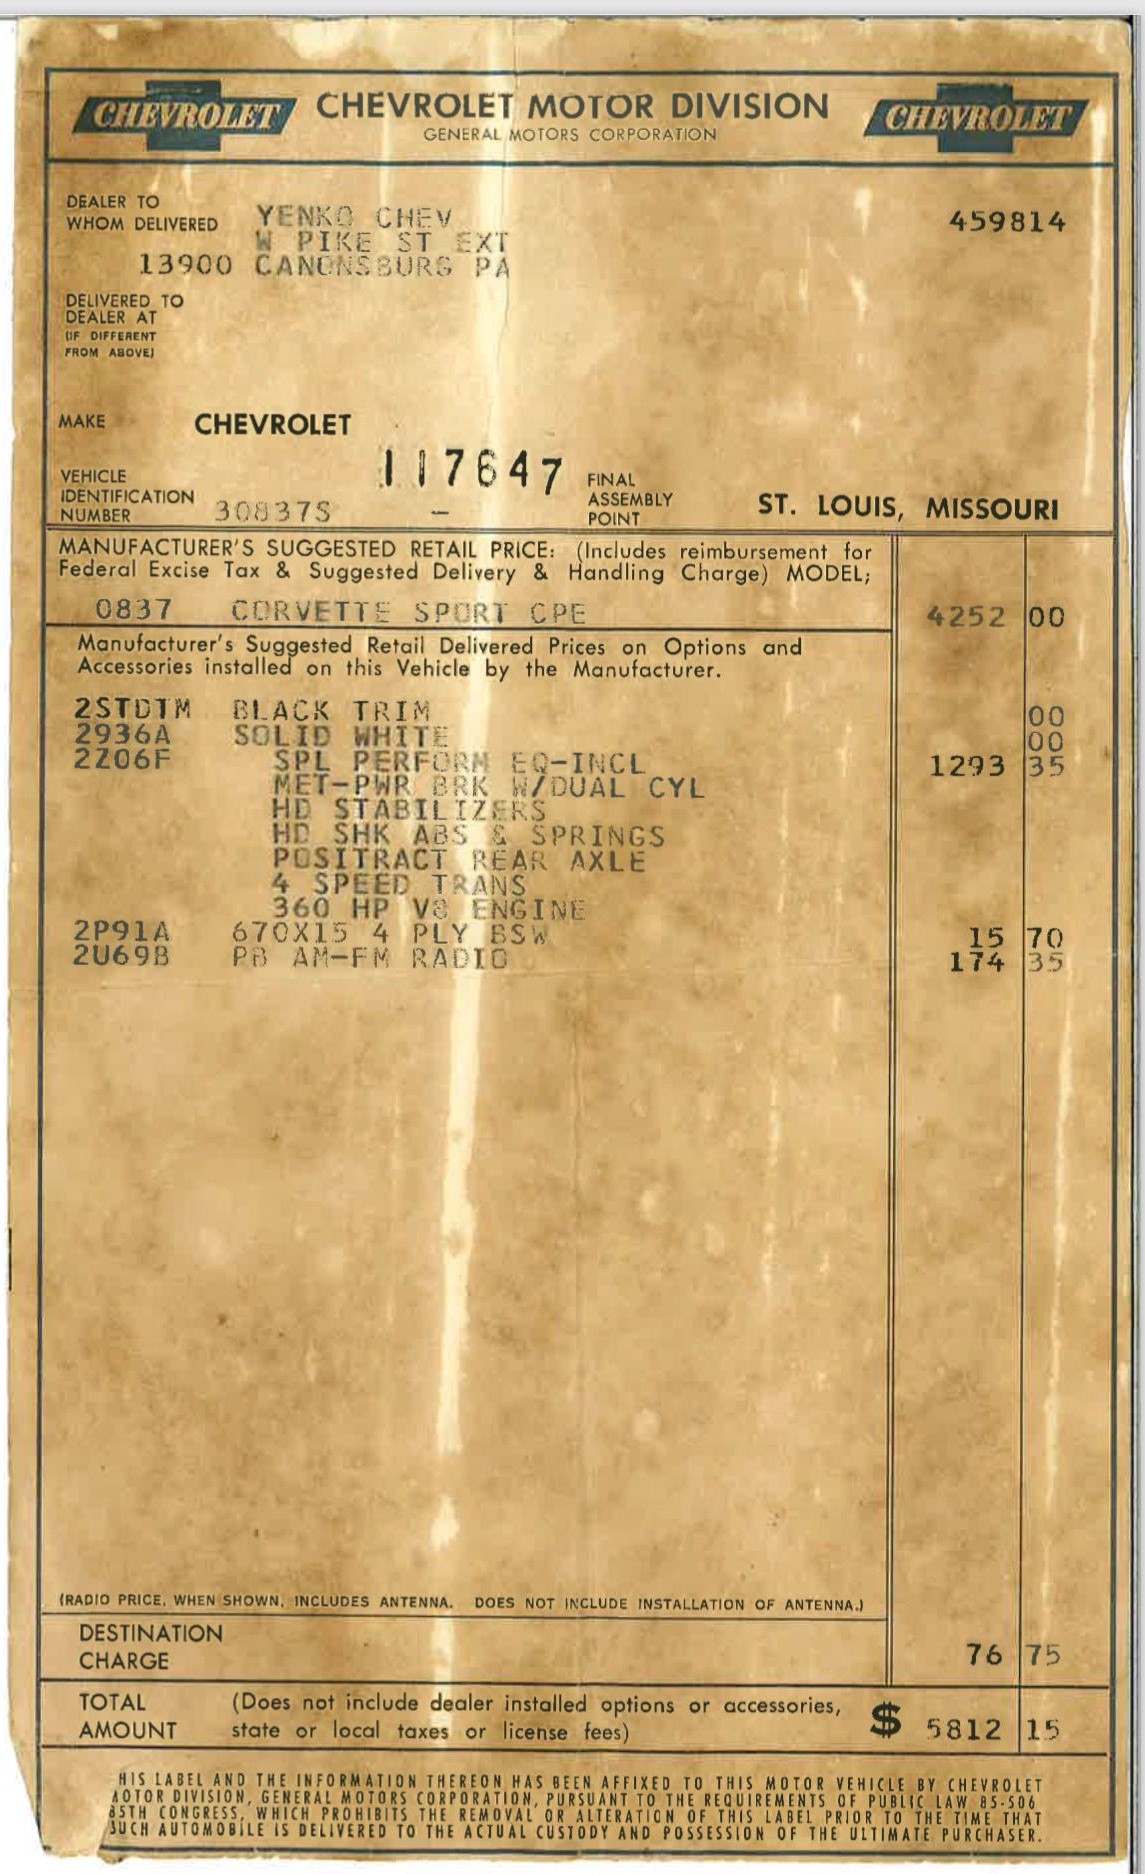 CHEVROLET CHEVROLET MOTOR DIVISION CHEVROLET
GENERAL MOTORS CORPORATION
DEALER TO
WHOM DELIVERED YENKO CHEV 459814
W PIKE ST EXT
13900 CANONSBURG PA
DELIVERED TO
DEALER AT
(IF DIFFERENT
FROM ABOVE)
MAKE CHEVROLET
117647
VEHICLE
IDENTIFICATION
NUMBER 30837S -
FINAL
ASSEMBLY
POINT ST. LOUIS, MISSOURI
MANUFACTURER'S SUGGESTED RETAIL PRICE: (Includes reimbursement for
Federal Excise Tax & Suggested Delivery & Handling Charge) MODEL;
0837 CORVETTE SPORT CPE 4252 00
Manufacturer's Suggested Retail Delivered Prices on Options and
Accessories installed on this Vehicle by the Manufacturer.
2STDTM BLACK TRIM 00
2936A SOLID WHITE 00
2Z06F SPL PERFORM EQ-INCL 1293 35
MET-PWR BRK W/DUAL CYL
HD STABILIZERS
HD SHK ABS & SPRINGS
POSITRACT REAR AXLE
4 SPEED TRANS
360 HP V8 ENGINE
2P91A 670X15 4 PLY BSW 15 70
2U69B PB AM-FM RADIO 174 35
(RADIO PRICE, WHEN SHOWN, INCLUDES ANTENNA. DOES NOT INCLUDE INSTALLATION OF ANTENNA.)
DESTINATION
CHARGE 76 75
TOTAL (Does not include dealer installed options or accessories,
AMOUNT state or local taxes or license fees) $ 5812 15
HIS LABEL AND THE INFORMATION THEREON HAS BEEN AFFIXED TO THIS MOTOR VEHICLE BY CHEVROLET
MOTOR DIVISION, GENERAL MOTORS CORPORATION, PURSUANT TO THE REQUIREMENTS OF PUBLIC LAW 85-506
85TH CONGRESS, WHICH PROHIBITS THE REMOVAL OR ALTERATION OF THIS LABEL PRIOR TO THE TIME THAT
SUCH AUTOMOBILE IS DELIVERED TO THE ACTUAL CUSTODY AND POSSESSION OF THE ULTIMATE PURCHASER.